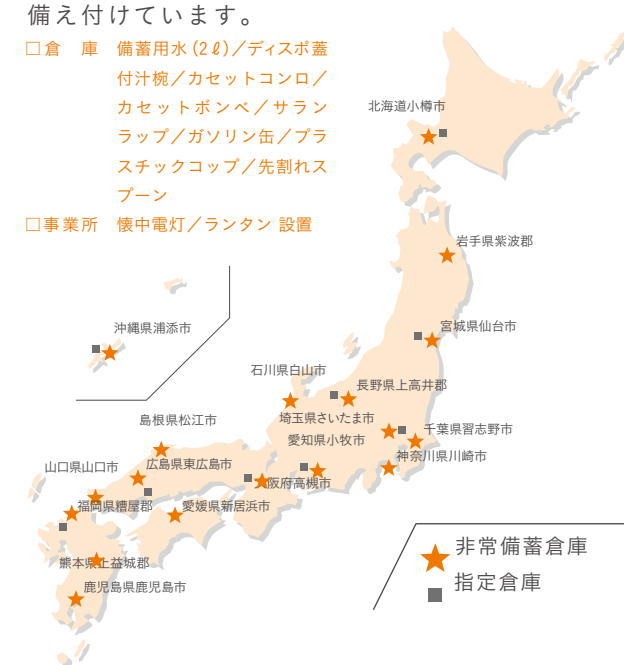 備え付けています。
□倉　庫　備蓄用水（2ℓ）／ディスポ蓋
付汁椀／カセットコンロ／
カセットボンベ／サラン
ラップ／ガソリン缶／プラ
スチックコップ／先割れス
プーン
□事業所　懐中電灯／ランタン 設置
北海道小樽市
岩手県紫波郡
宮城県仙台市
沖縄県浦添市
石川県白山市
長野県上高井郡
埼玉県さいたま市
千葉県習志野市
愛知県小牧市
神奈川県川崎市
島根県松江市
広島県東広島市
山口県山口市
大阪府高槻市
福岡県糟屋郡
愛媛県新居浜市
熊本県上益城郡
鹿児島県鹿児島市
非常備蓄倉庫
指定倉庫